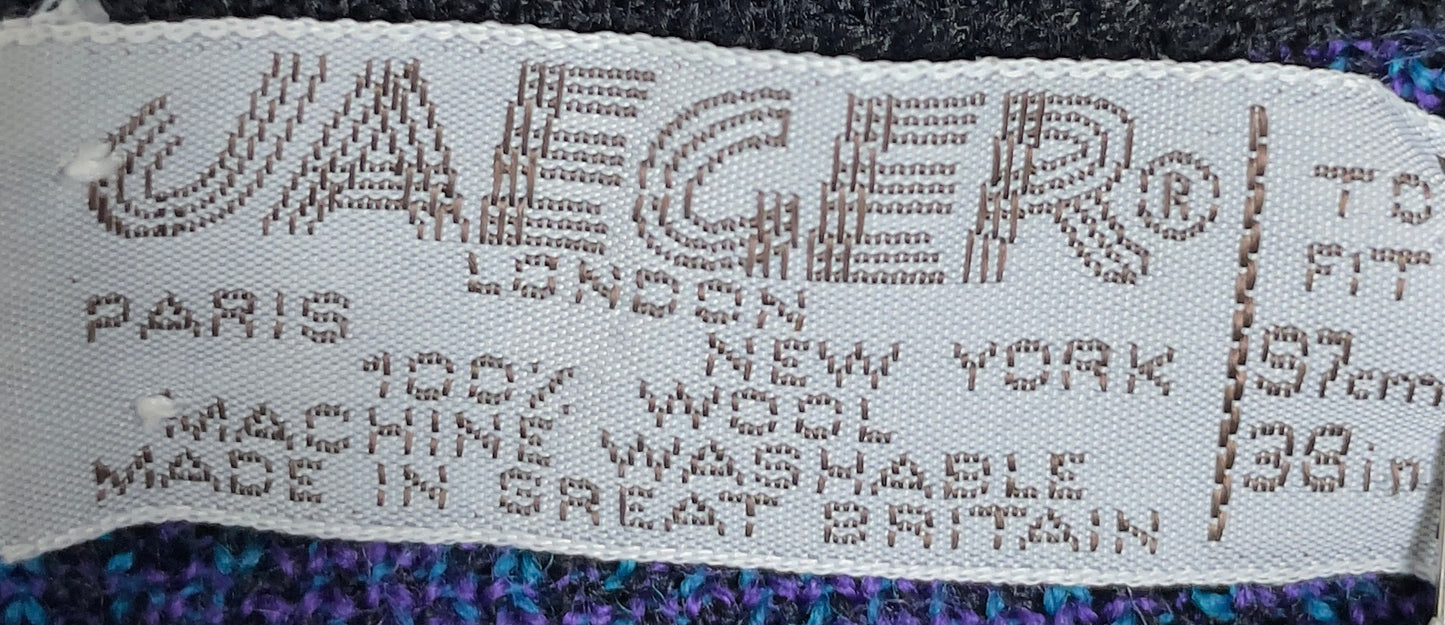 JAEGER®
LONDON
PARIS
NEW YORK
100% WOOL
MACHINE WASHABLE
MADE IN GREAT BRITAIN
TO
FIT
97cm
38in